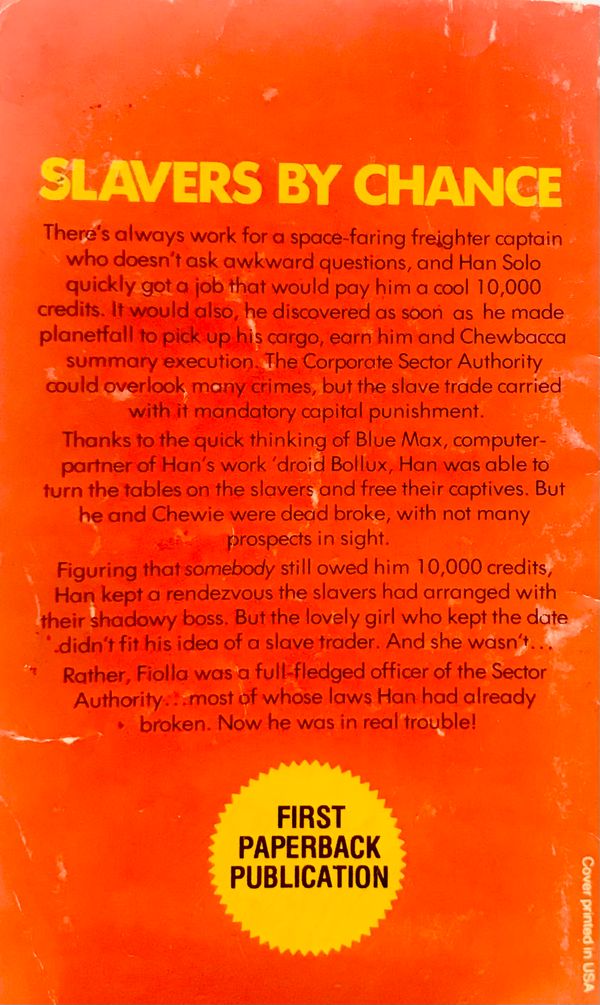 SLAVERS BY CHANCE
There's always work for a space-faring freighter captain
who doesn't ask awkward questions, and Han Solo
quickly got a job that would pay him a cool 10,000
credits. It would also, he discovered as soon as he made
planetfall to pick up his cargo, earn him and Chewbacca
summary execution. The Corporate Sector Authority
could overlook many crimes, but the slave trade carried
with it mandatory capital punishment.
Thanks to the quick thinking of Blue Max, computer-
partner of Han's work 'droid Bollux, Han was able to
turn the tables on the slavers and free their captives. But
he and Chewie were dead broke, with not many
prospects in sight.
Figuring that somebody still owed him 10,000 credits,
Han kept a rendezvous the slavers had arranged with
their shadowy boss. But the lovely girl who kept the date
didn't fit his idea of a slave trader. And she wasn't...
Rather, Fiolla was a full-fledged officer of the Sector
Authority...most of whose laws Han had already
broken. Now he was in real trouble!
FIRST
PAPERBACK
PUBLICATION
Cover printed in USA